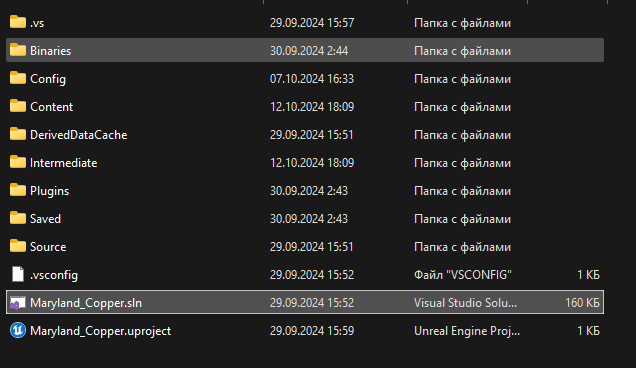 .vs 29.09.2024 15:57 Папка с файлами
Binaries 30.09.2024 2:44 Папка с файлами
Config 07.10.2024 16:33 Папка с файлами
Content 12.10.2024 18:09 Папка с файлами
DerivedDataCache 29.09.2024 15:51 Папка с файлами
Intermediate 12.10.2024 18:09 Папка с файлами
Plugins 30.09.2024 2:43 Папка с файлами
Saved 30.09.2024 2:43 Папка с файлами
Source 29.09.2024 15:51 Папка с файлами
.vsconfig 29.09.2024 15:52 Файл "VSCONFIG" 1 КБ
Maryland_Copper.sln 29.09.2024 15:52 Visual Studio Solu... 160 КБ
Maryland_Copper.uproject 29.09.2024 15:59 Unreal Engine Proj... 1 КБ